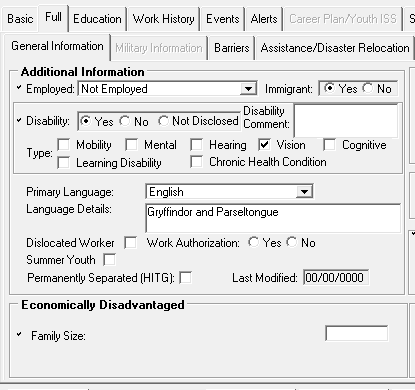 Basic Full Education Work History Events Alerts Career Plan/Youth ISS S
General Information Military Information Barriers Assistance/Disaster Relocation
Additional Information
Employed: Not Employed Immigrant: Yes No
Disability: Yes No Not Disclosed Disability Comment:
Type: Mobility Mental Hearing Vision Cognitive
Learning Disability Chronic Health Condition
Primary Language: English
Language Details: Gryffindor and Parseltongue
Dislocated Worker Work Authorization: Yes No
Summer Youth
Permanently Separated (HITG): Last Modified: 00/00/0000
Economically Disadvantaged
Family Size: